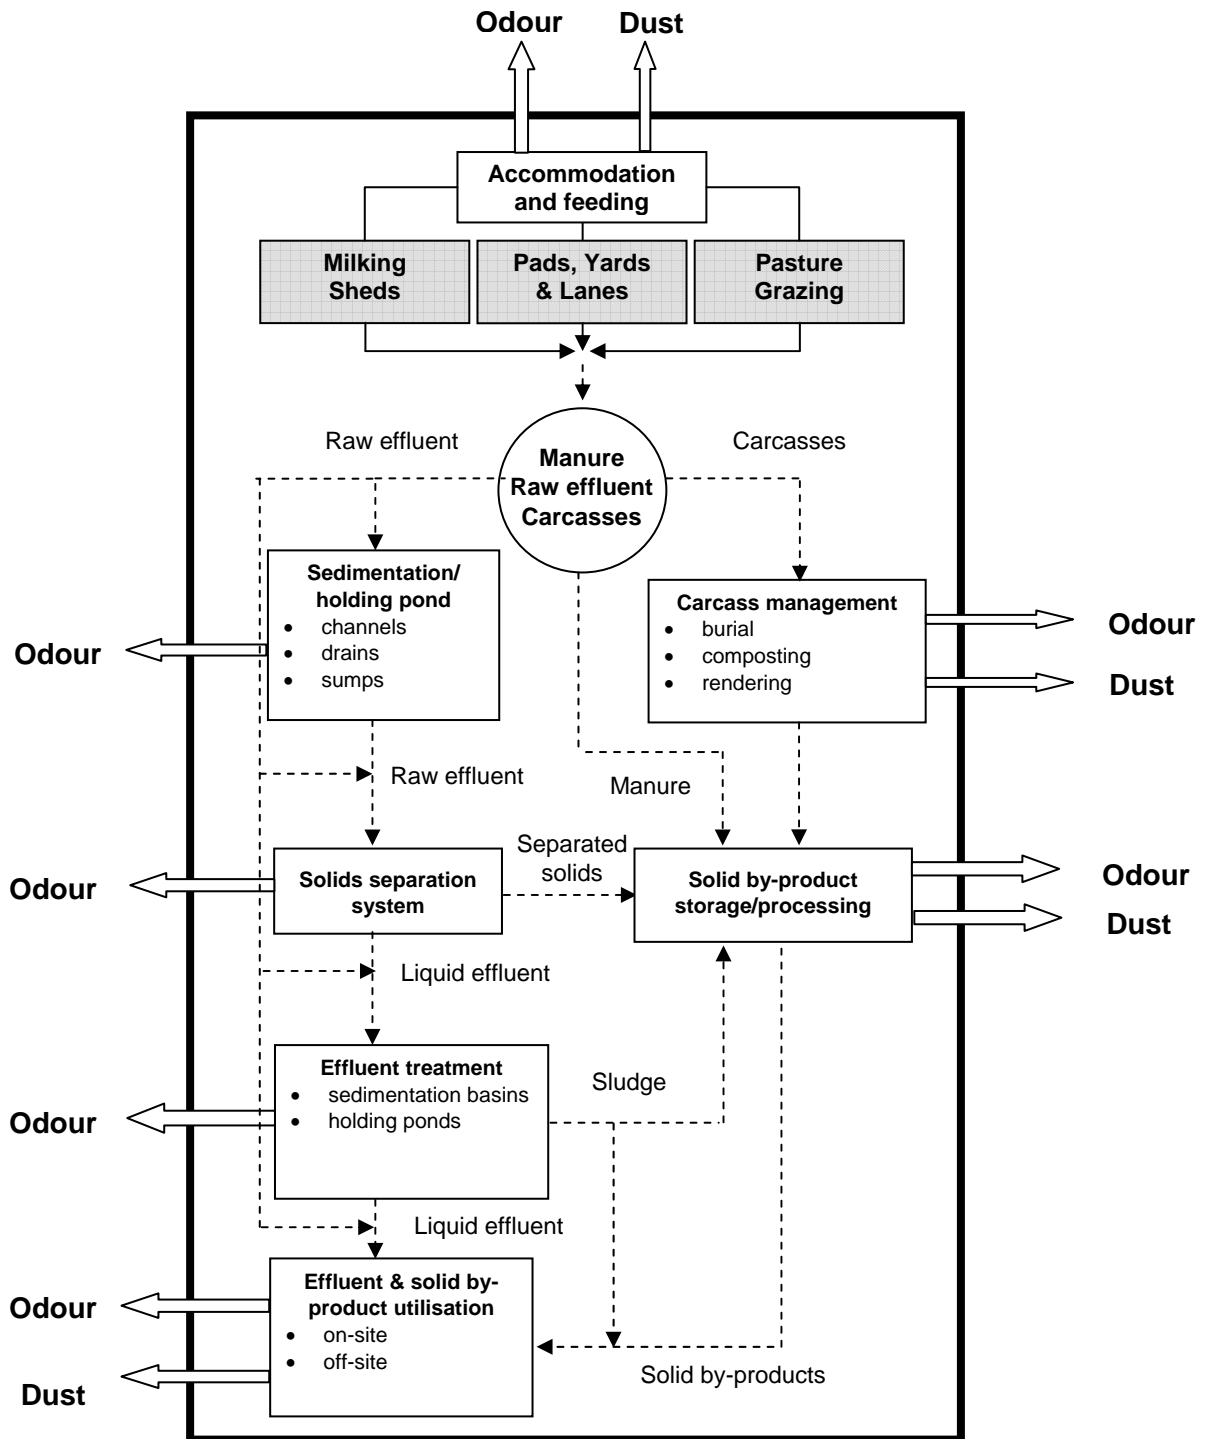 Odour
Dust
Accommodation
and feeding
Milking
Sheds
Pads, Yards
& Lanes
Pasture
Grazing
Raw effluent
Carcasses
Manure
Raw effluent
Carcasses
Sedimentation/
holding pond
• channels
• drains
• sumps
Carcass management
• burial
• composting
• rendering
Odour
Odour
Dust
Raw effluent
Manure
Separated
solids
Odour
Solids separation
system
Solid by-product
storage/processing
Odour
Dust
Liquid effluent
Effluent treatment
• sedimentation basins
• holding ponds
Sludge
Odour
Liquid effluent
Effluent & solid by-
product utilisation
• on-site
• off-site
Odour
Dust
Solid by-products